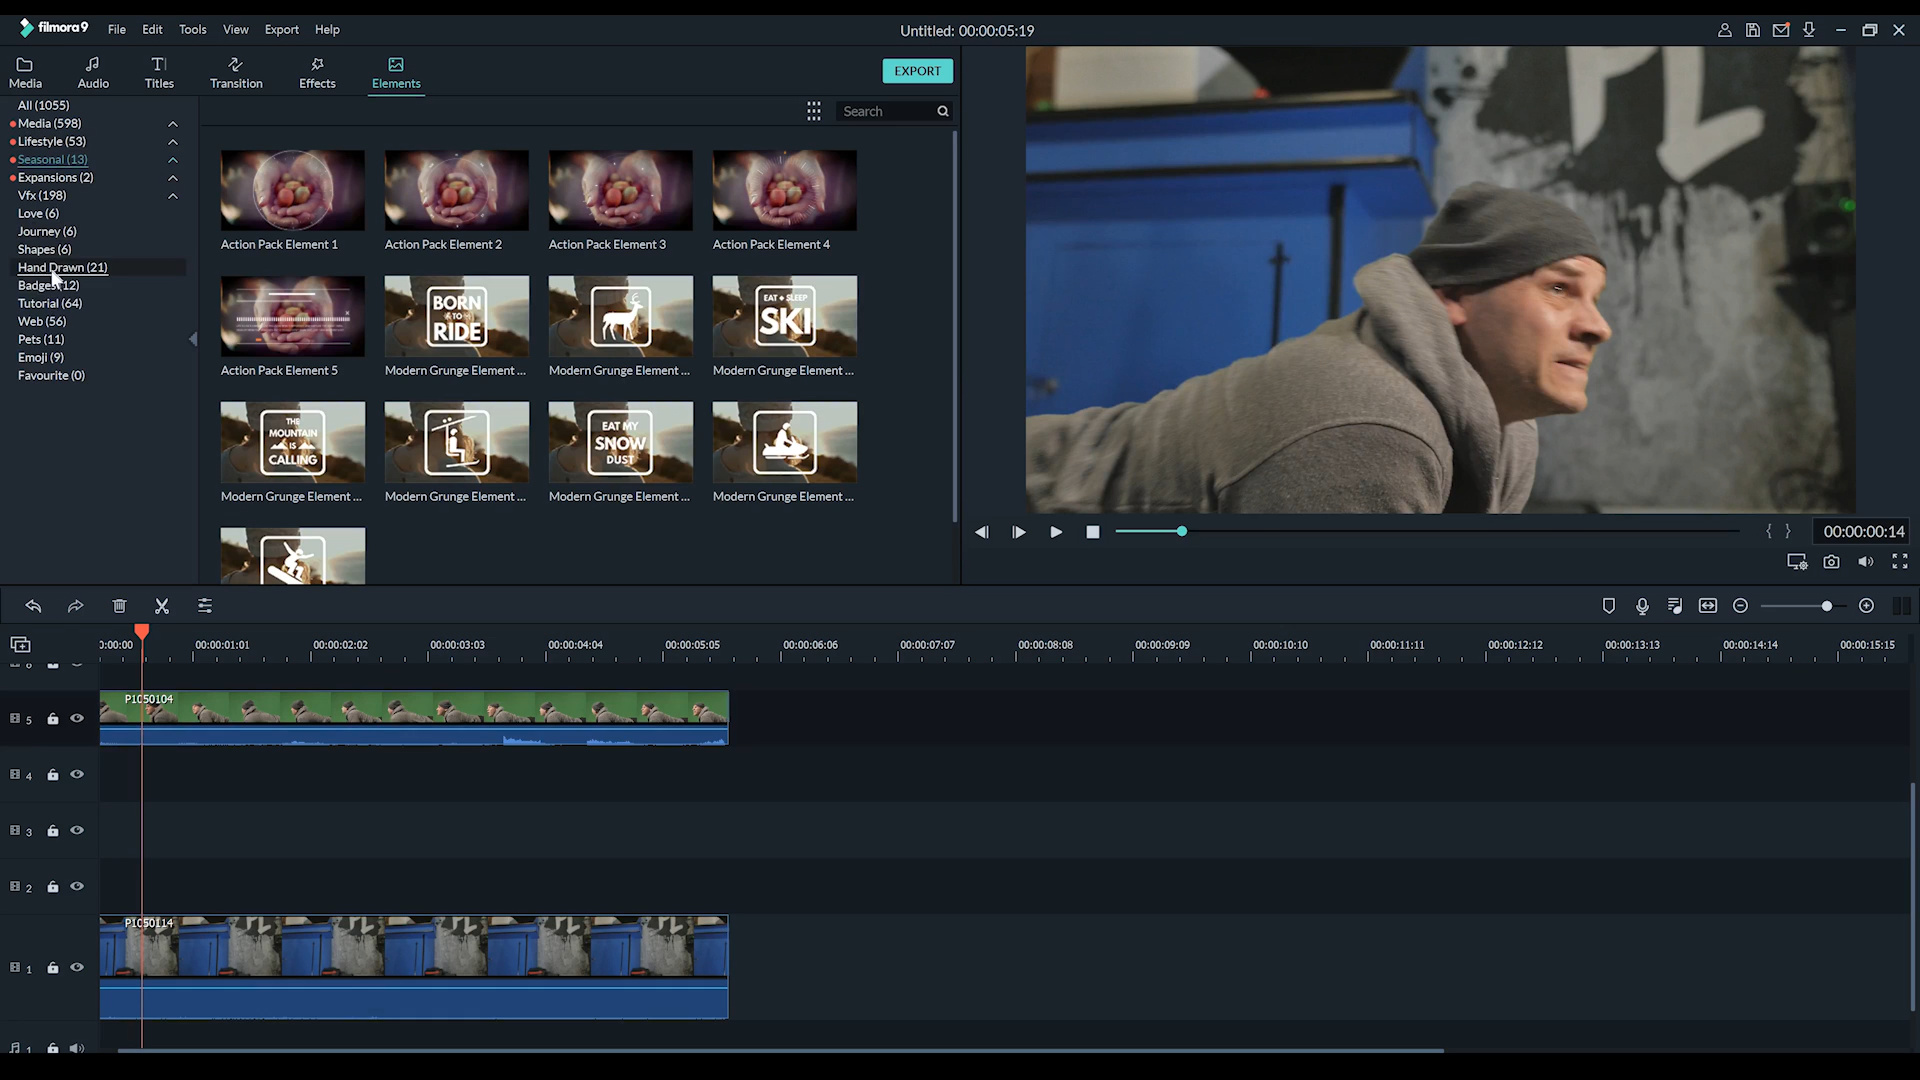 filmora9 File Edit Tools View Export Help
Untitled: 00:00:05:19
Media Audio Titles Transition Effects Elements
EXPORT
All (1055)
Media (598)
Lifestyle (53)
Seasonal (13)
Expansions (2)
Vfx (198)
Love (6)
Journey (6)
Shapes (6)
Hand Drawn (21)
Badges (12)
Tutorial (64)
Web (56)
Pets (11)
Emoji (9)
Favourite (0)
Search
Action Pack Element 1
Action Pack Element 2
Action Pack Element 3
Action Pack Element 4
BORN
TO
RIDE
EAT + SLEEP
SKI
Action Pack Element 5
Modern Grunge Element ...
Modern Grunge Element ...
Modern Grunge Element ...
THE
MOUNTAIN
IS
CALLING
EAT MY
SNOW
DUST
Modern Grunge Element ...
Modern Grunge Element ...
Modern Grunge Element ...
Modern Grunge Element ...
{ } 00:00:00:14
00:00:01:01 00:00:02:02 00:00:03:03 00:00:04:04 00:00:05:05 00:00:06:06 00:00:07:07 00:00:08:08 00:00:09:09 00:00:10:10 00:00:11:11 00:00:12:12 00:00:13:13 00:00:14:14 00:00:15:15
P1050104
5
4
3
2
P1050114
1
1